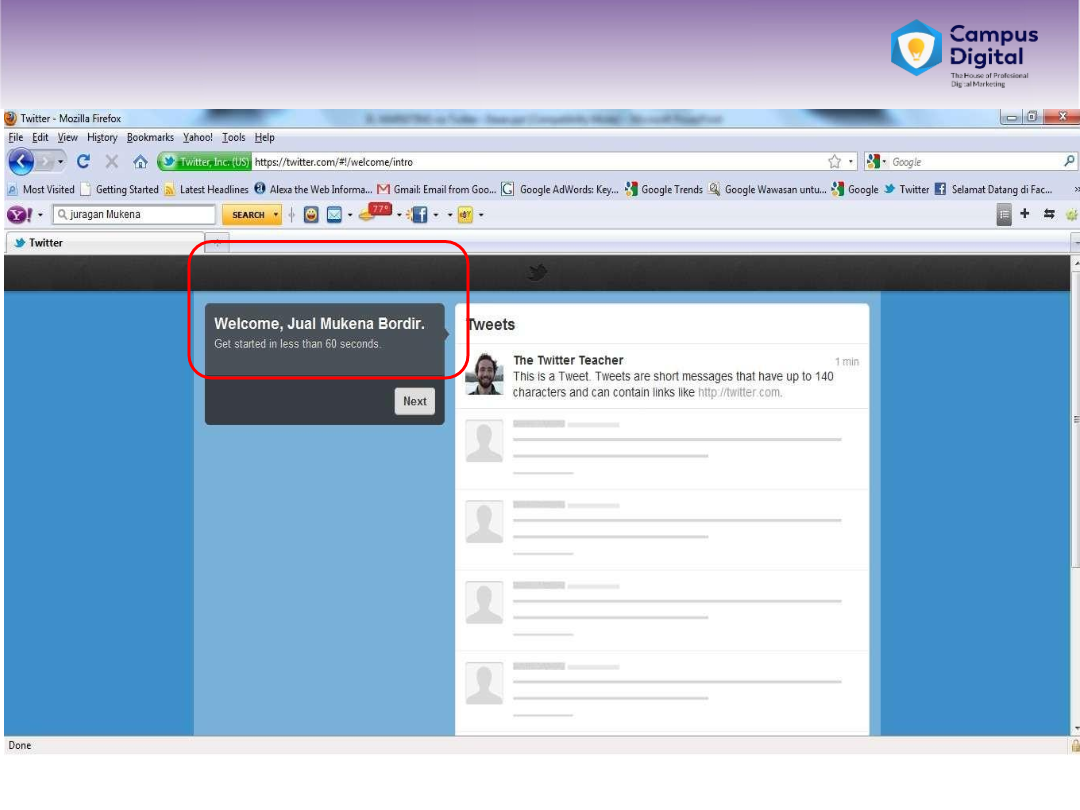 Campus
Digital
The House of Profesional
Digital Marketing
Twitter - Mozilla Firefox
File Edit View History Bookmarks Yahoo! Tools Help
Twitter, Inc. (US) https://twitter.com/#!/welcome/intro
Google
Most Visited Getting Started Latest Headlines Alexa the Web Informa... Gmail: Email from Goo... Google AdWords: Key... Google Trends Google Wawasan untu... Google Twitter Selamat Datang di Fac... »
Y! juragan Mukena SEARCH 77°
Twitter
Welcome, Jual Mukena Bordir.
Get started in less than 60 seconds.
Next
Tweets
The Twitter Teacher 1 min
This is a Tweet. Tweets are short messages that have up to 140
characters and can contain links like http://twitter.com.
Done